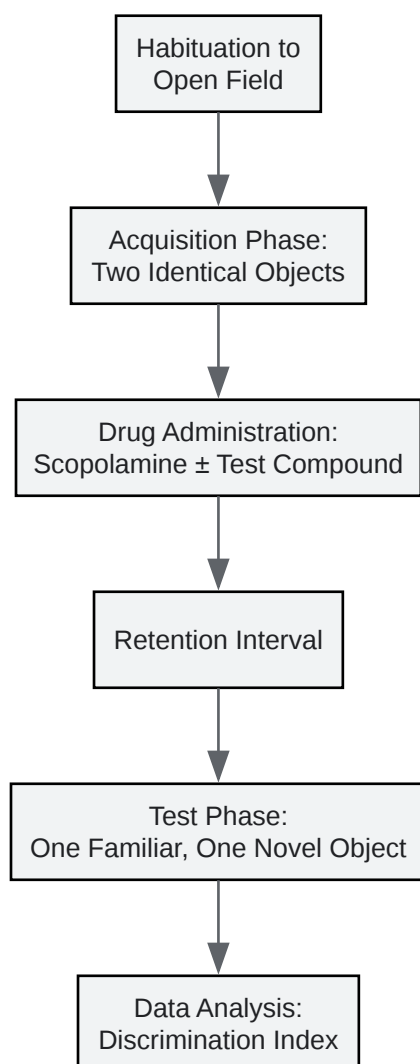 Habituation to
Open Field
Acquisition Phase:
Two Identical Objects
Drug Administration:
Scopolamine ± Test Compound
Retention Interval
Test Phase:
One Familiar, One Novel Object
Data Analysis:
Discrimination Index